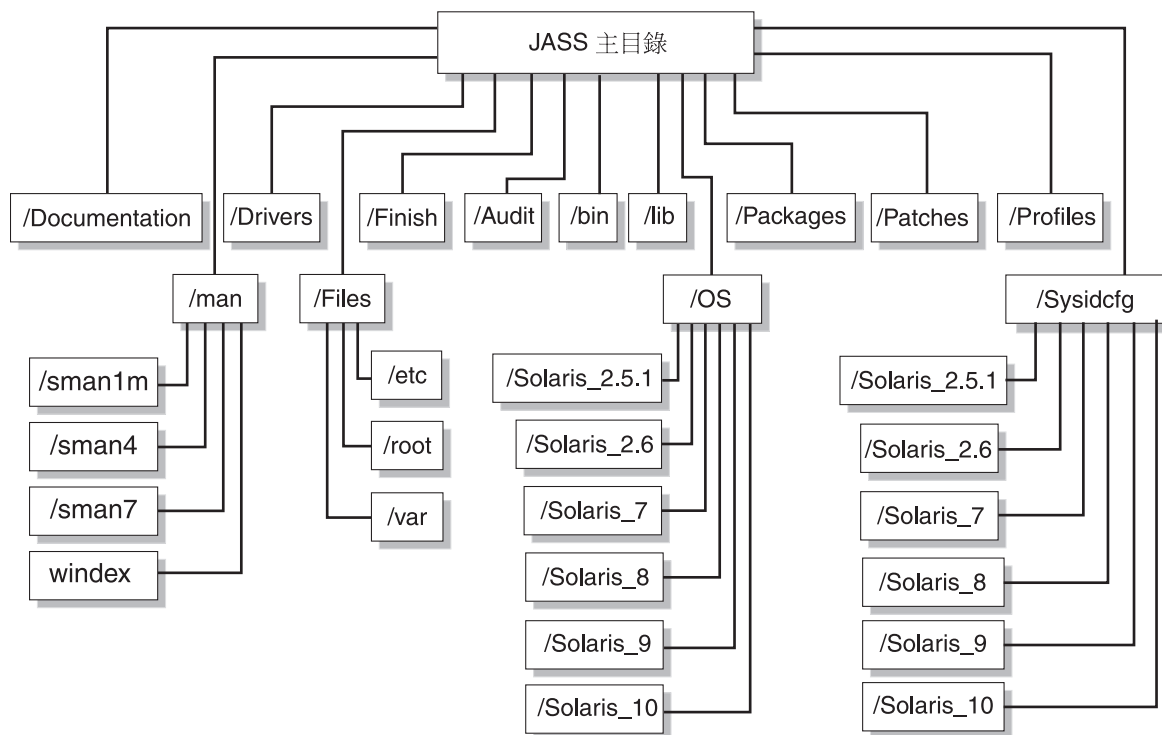 JASS 主目錄
/Documentation
/Drivers
/Finish
/Audit
/bin
/lib
/Packages
/Patches
/Profiles
/man
/Files
/OS
/Sysidcfg
/sman1m
/sman4
/sman7
windex
/etc
/root
/var
/Solaris_2.5.1
/Solaris_2.6
/Solaris_7
/Solaris_8
/Solaris_9
/Solaris_10
/Solaris_2.5.1
/Solaris_2.6
/Solaris_7
/Solaris_8
/Solaris_9
/Solaris_10